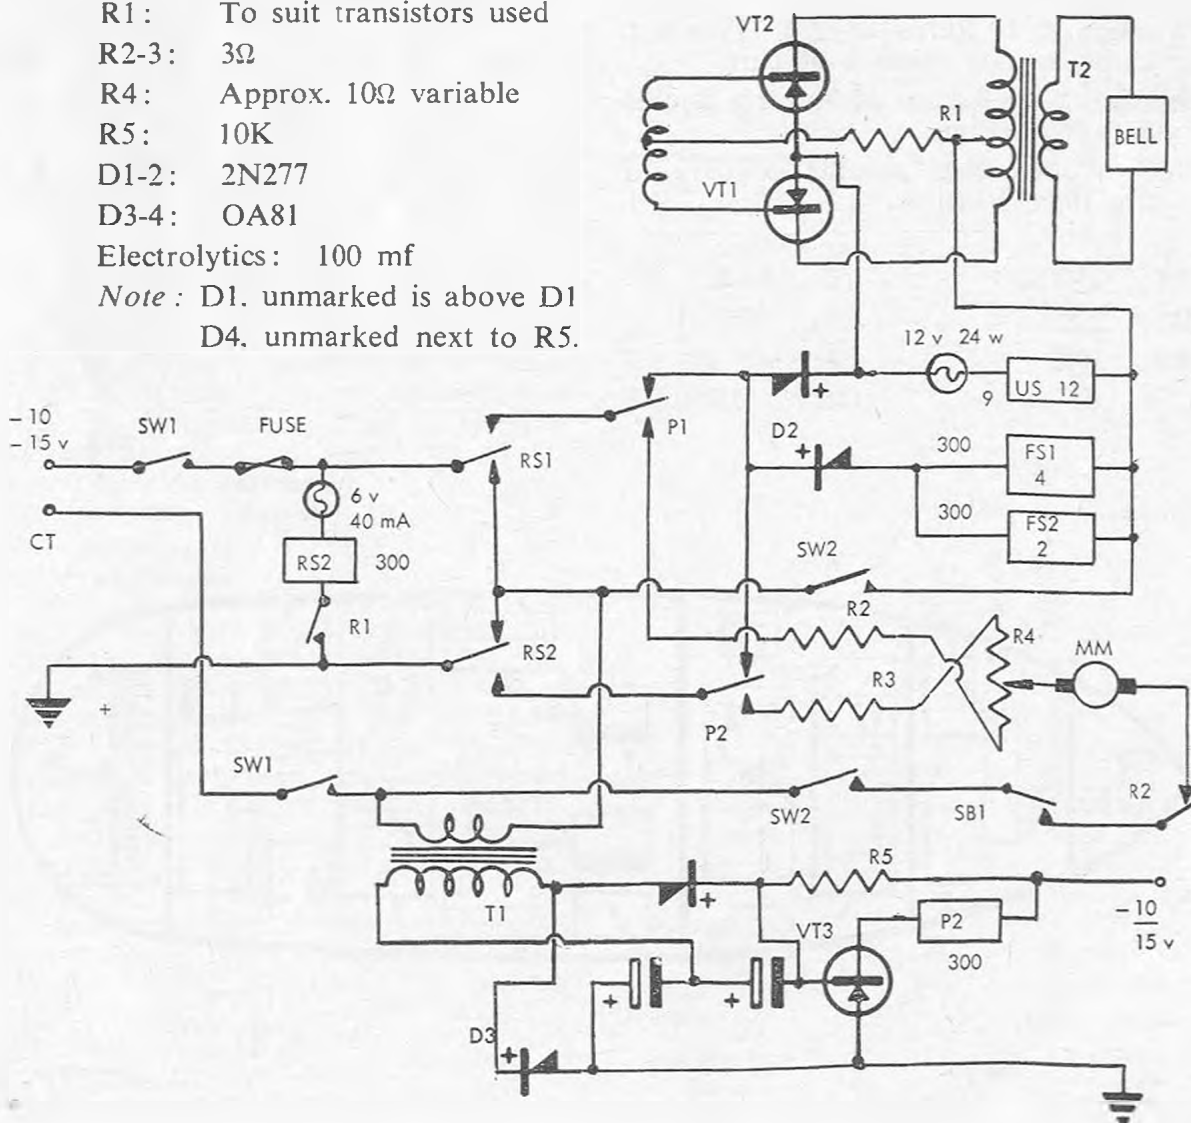 R1: To suit transistors used
R2-3: 3Ω
R4: Approx. 10Ω variable
R5: 10K
D1-2: 2N277
D3-4: OA81
Electrolytics: 100 mf
Note: D1. unmarked is above D1
D4. unmarked next to R5.
VT2
R1
T2
BELL
VT1
12 v 24 w
9
US 12
+
P1
D2
+
300
FS1
4
300
FS2
2
- 10
- 15 v
SW1
FUSE
RS1
6 v
40 mA
CT
RS2
300
R1
SW2
R2
R4
RS2
R3
MM
+
P2
SW1
SW2
SB1
R2
T1
+
R5
- 10
15 v
VT3
P2
300
+
+
D3
+